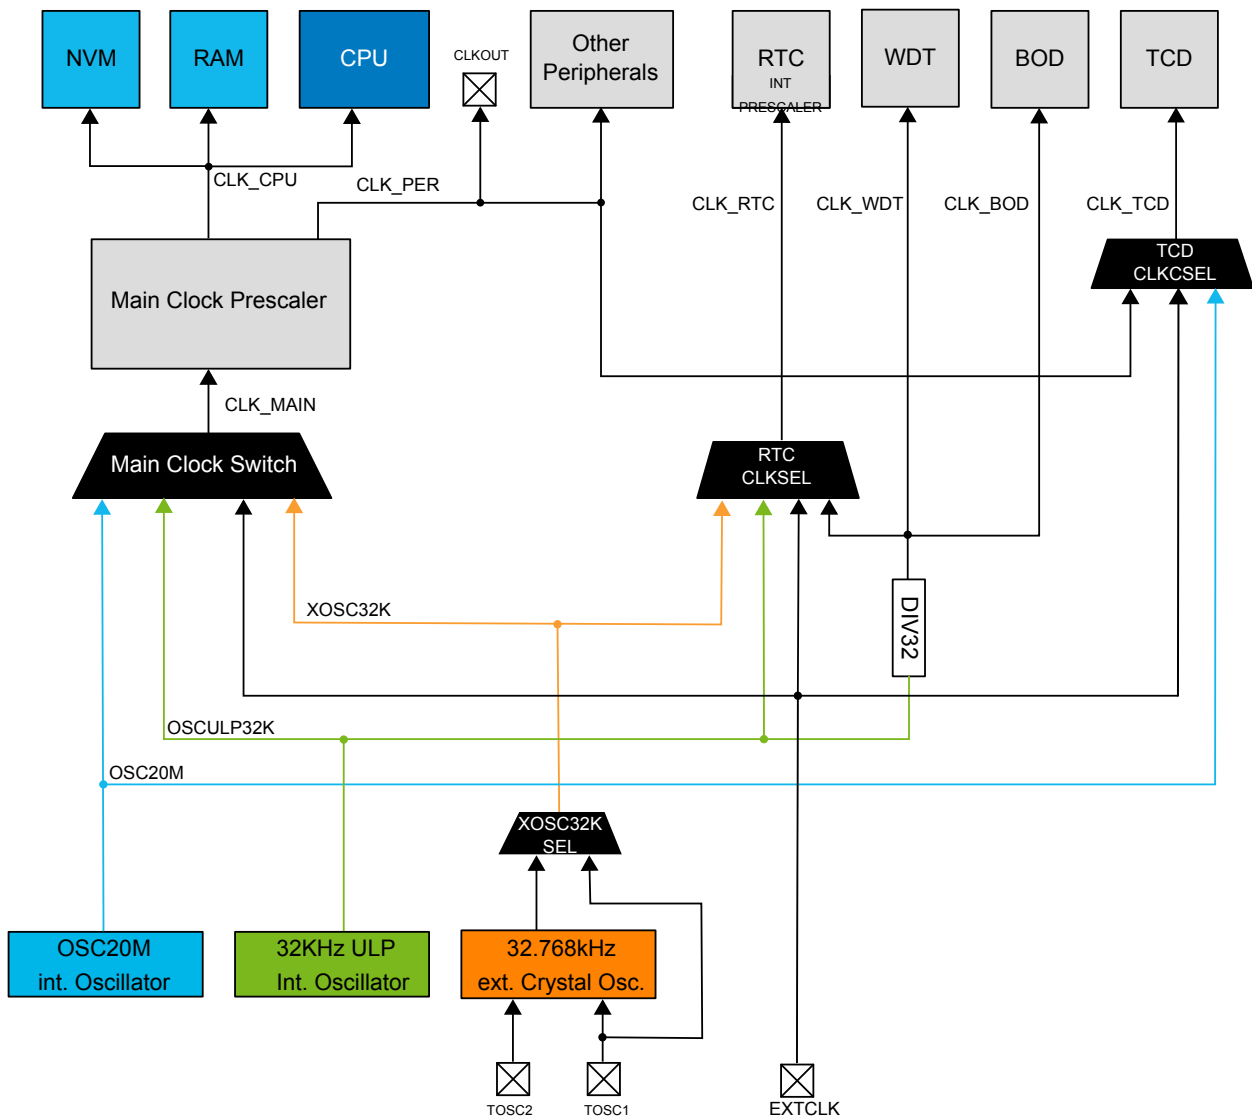 NVM
RAM
CPU
CLKOUT
Other
Peripherals
RTC
INT
PRESCALER
WDT
BOD
TCD
CLK_CPU
CLK_PER
CLK_RTC
CLK_WDT
CLK_BOD
CLK_TCD
TCD
CLKCSEL
Main Clock Prescaler
CLK_MAIN
Main Clock Switch
RTC
CLKSEL
XOSC32K
DIV32
OSCULP32K
OSC20M
XOSC32K
SEL
OSC20M
int. Oscillator
32KHz ULP
Int. Oscillator
32.768kHz
ext. Crystal Osc.
TOSC2
TOSC1
EXTCLK